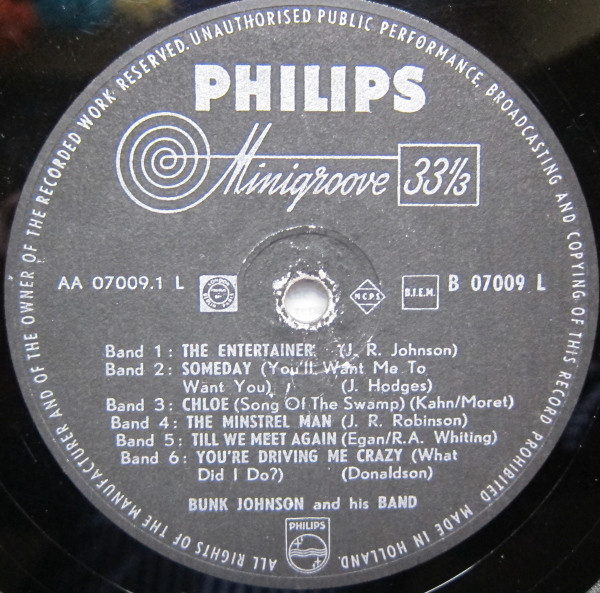 ALL RIGHTS OF THE MANUFACTURER AND OF THE OWNER OF THE RECORDED WORK RESERVED. UNAUTHORISED PUBLIC PERFORMANCE, BROADCASTING AND COPYING OF THIS RECORD PROHIBITED. MADE IN HOLLAND.
PHILIPS
Minigroove 33⅓
AA 07009.1 L M.C.P.S B.I.E.M. B 07009 L
Band 1: THE ENTERTAINER (J. R. Johnson)
Band 2: SOMEDAY (You'll Want Me To
Want You) (J. Hodges)
Band 3: CHLOE (Song Of The Swamp) (Kahn/Moret)
Band 4: THE MINSTREL MAN (J. R. Robinson)
Band 5: TILL WE MEET AGAIN (Egan/R.A. Whiting)
Band 6: YOU'RE DRIVING ME CRAZY (What
Did I Do?) (Donaldson)
BUNK JOHNSON and his BAND
PHILIPS